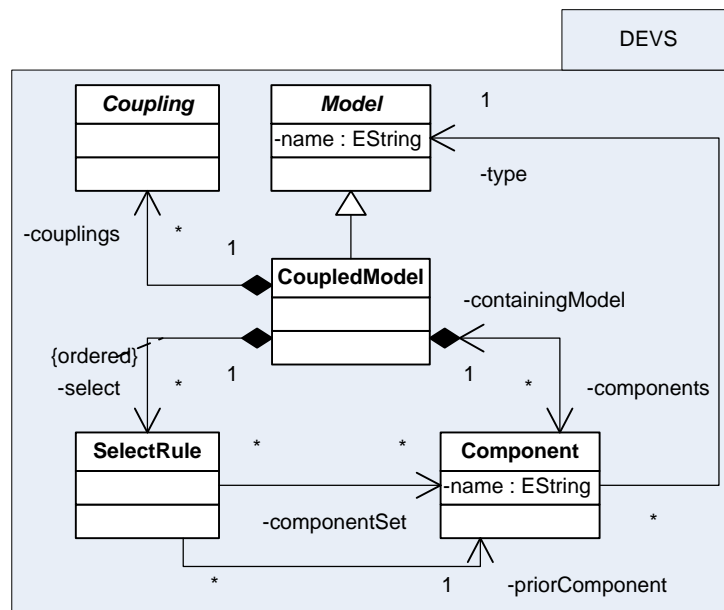 DEVS
Coupling
Model
1
-name : EString
-type
-couplings
*
1
CoupledModel
-containingModel
{ordered}
1
1
*
-select
*
-components
SelectRule
*
*
Component
-name : EString
-componentSet
*
*
1
-priorComponent